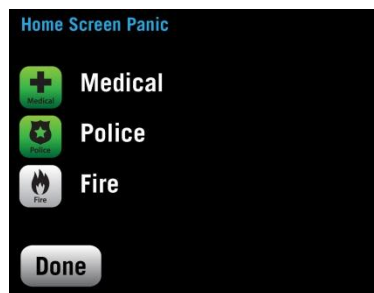 Home Screen Panic
Medical
Medical
Police
Police
Fire
Fire
Done